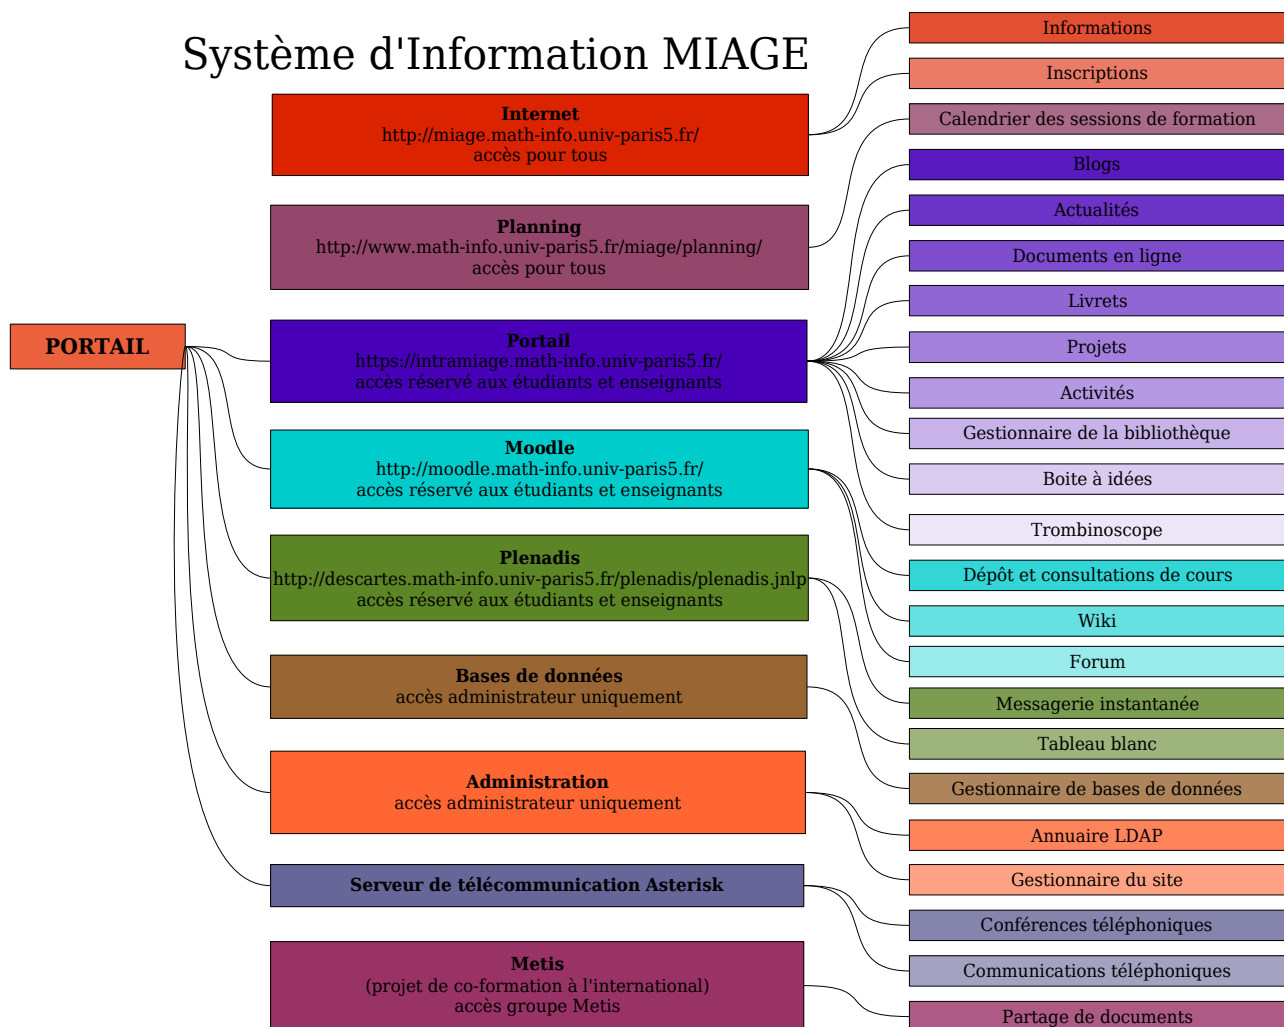 Système d'Information MIAGE
PORTAIL
Internet
http://miage.math-info.univ-paris5.fr/
accès pour tous
Planning
http://www.math-info.univ-paris5.fr/miage/planning/
accès pour tous
Portail
https://intramiage.math-info.univ-paris5.fr/
accès réservé aux étudiants et enseignants
Moodle
http://moodle.math-info.univ-paris5.fr/
accès réservé aux étudiants et enseignants
Plenadis
http://descartes.math-info.univ-paris5.fr/plenadis/plenadis.jnlp
accès réservé aux étudiants et enseignants
Bases de données
accès administrateur uniquement
Administration
accès administrateur uniquement
Serveur de télécommunication Asterisk
Metis
(projet de co-formation à l'international)
accès groupe Metis
Informations
Inscriptions
Calendrier des sessions de formation
Blogs
Actualités
Documents en ligne
Livrets
Projets
Activités
Gestionnaire de la bibliothèque
Boite à idées
Trombinoscope
Dépôt et consultations de cours
Wiki
Forum
Messagerie instantanée
Tableau blanc
Gestionnaire de bases de données
Annuaire LDAP
Gestionnaire du site
Conférences téléphoniques
Communications téléphoniques
Partage de documents